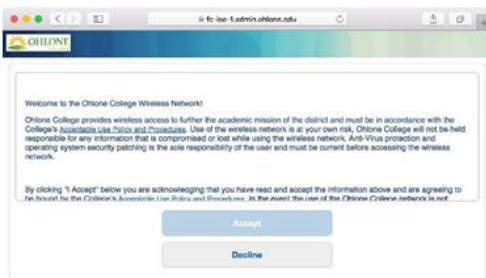 fc-ise-1.admin.ohlone.edu
OHLONE
Welcome to the Ohlone College Wireless Network!
Ohlone College provides wireless access to further the academic mission of the district and must be in accordance with the
College's Acceptable Use Policy and Procedures. Use of the wireless network is at your own risk, Ohlone College will not be held
responsible for any information that is compromised or lost while using the wireless network. Anti-Virus protection and
operating system security patching is the sole responsibility of the user and must be current before accessing the wireless
network.
By clicking "I Accept" below you are acknowledging that you have read and accept the information above and are agreeing to
be bound by the College's Acceptable Use Policy and Procedures. In the event the use of the Ohlone College network is not
Accept
Decline